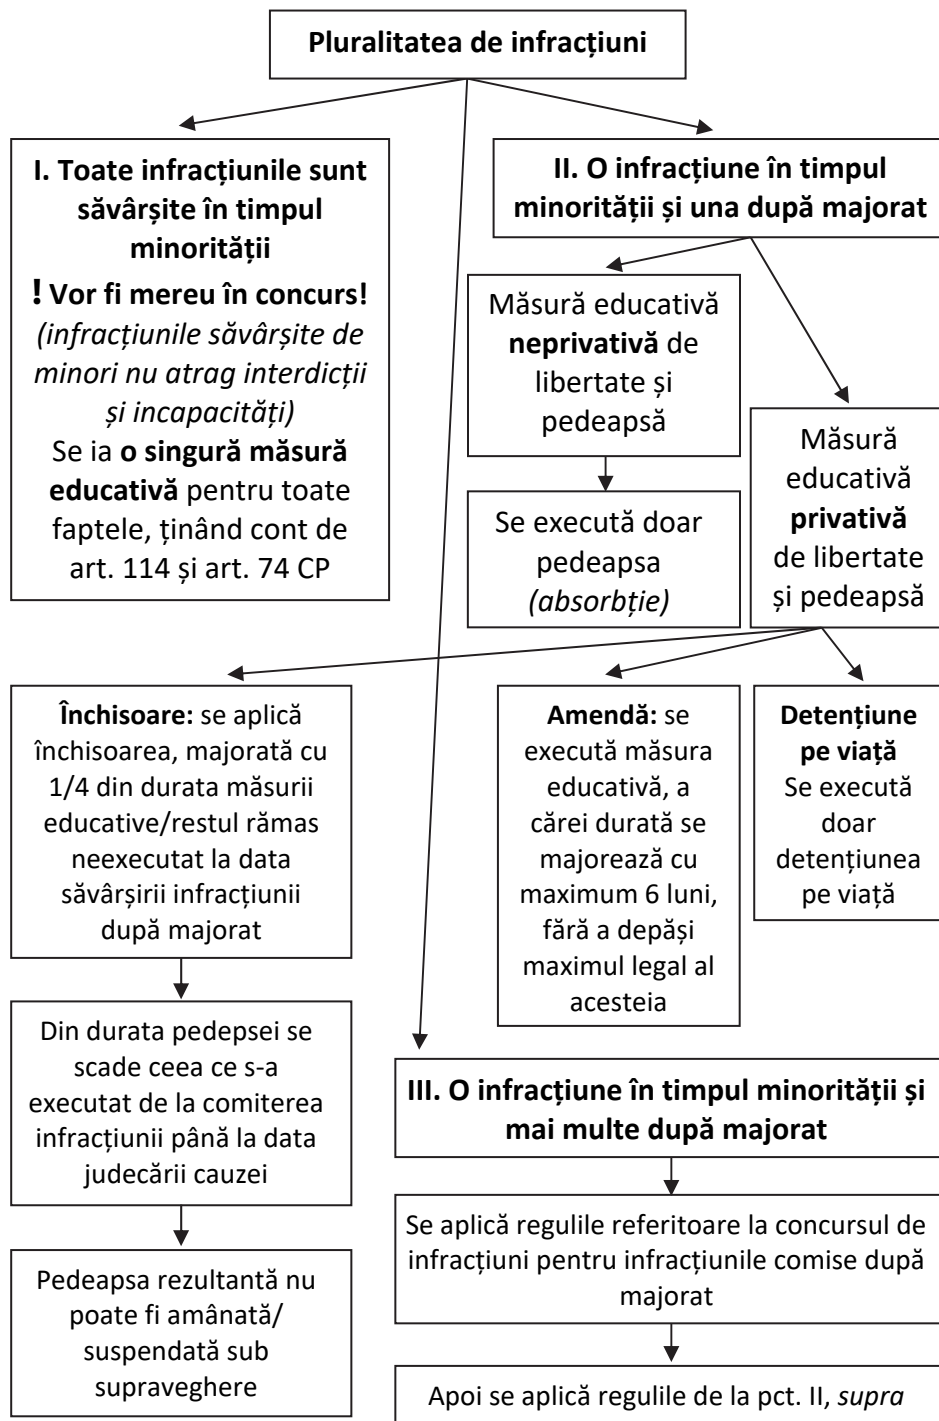 Pluralitatea de infracțiuni
I. Toate infracțiunile sunt
săvârșite în timpul
minorității
! Vor fi mereu în concurs!
(infracțiunile săvârșite de
minori nu atrag interdicții
și incapacități)
Se ia o singură măsură
educativă pentru toate
faptele, ținând cont de
art. 114 și art. 74 CP
II. O infracțiune în timpul
minorității și una după majorat
Măsură educativă
neprivativă de
libertate și
pedeapsă
Se execută doar
pedeapsa
(absorbție)
Măsură
educativă
privativă
de libertate
și pedeapsă
Închisoare: se aplică
închisoarea, majorată cu
1/4 din durata măsurii
educative/restul rămas
neexecutat la data
săvârșirii infracțiunii
după majorat
Din durata pedepsei se
scade ceea ce s-a
executat de la comiterea
infracțiunii până la data
judecării cauzei
Pedeapsa rezultantă nu
poate fi amânată/
suspendată sub
supraveghere
Amendă: se
execută măsura
educativă, a
cărei durată se
majorează cu
maximum 6 luni,
fără a depăși
maximul legal al
acesteia
Detențiune
pe viață
Se execută
doar
detențiunea
pe viață
III. O infracțiune în timpul minorității și
mai multe după majorat
Se aplică regulile referitoare la concursul de
infracțiuni pentru infracțiunile comise după
majorat
Apoi se aplică regulile de la pct. II, supra